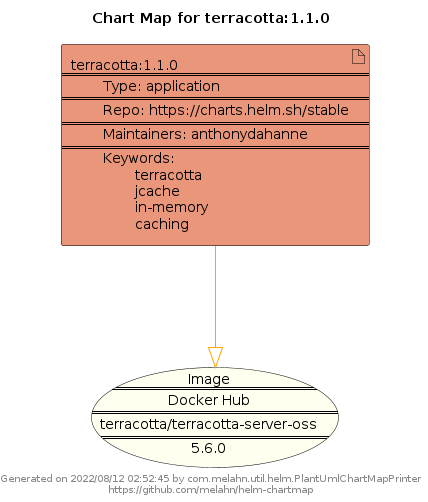 Chart Map for terracotta:1.1.0
terracotta:1.1.0
Type: application
Repo: https://charts.helm.sh/stable
Maintainers: anthonydahanne
Keywords:
terracotta
jcache
in-memory
caching
Image
Docker Hub
terracotta/terracotta-server-oss
5.6.0
Generated on 2022/08/12 02:52:45 by com.melahn.util.helm.PlantUmlChartMapPrinter
https://github.com/melahn/helm-chartmap